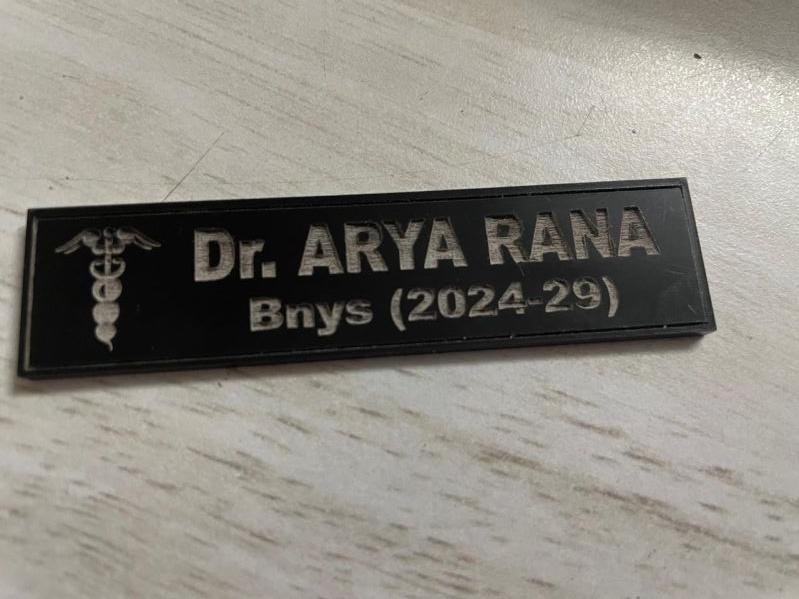 Dr. ARYA RANA
Bnys (2024-29)